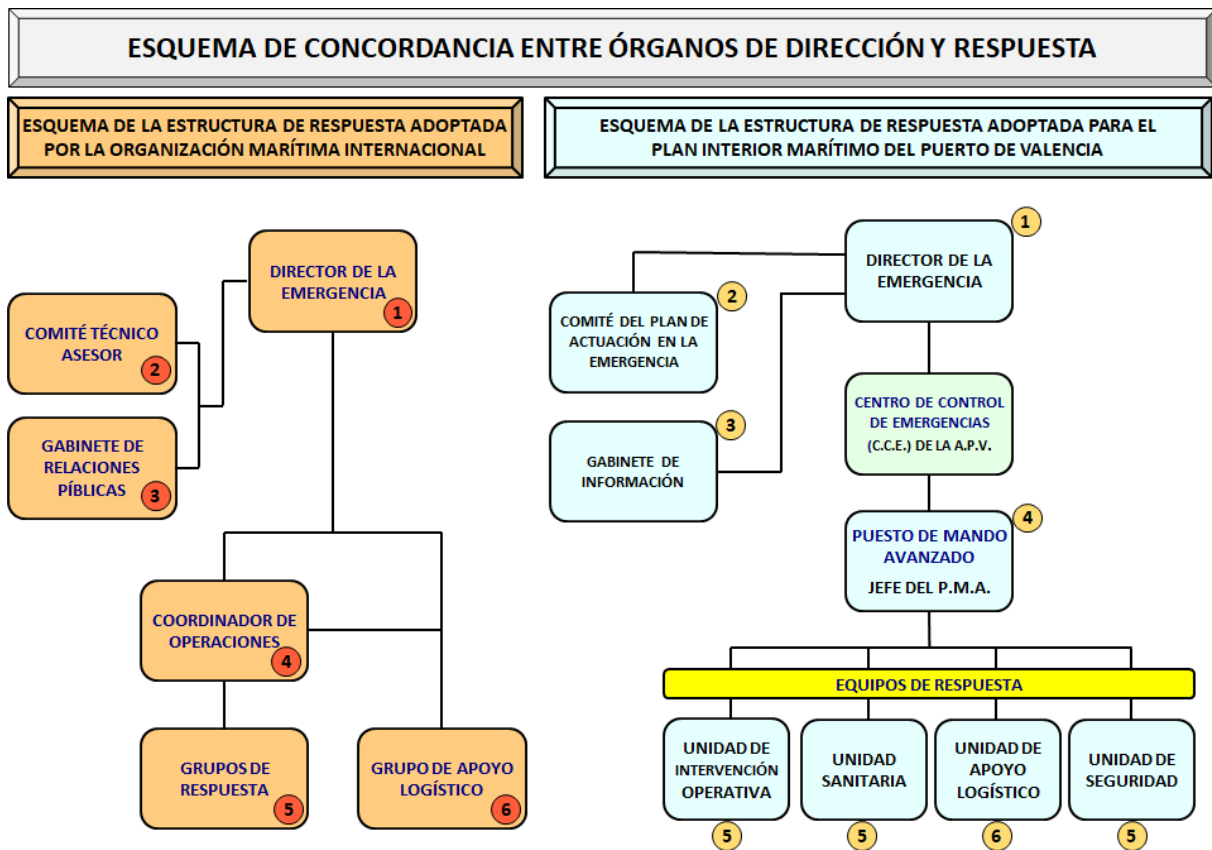 ESQUEMA DE CONCORDANCIA ENTRE ÓRGANOS DE DIRECCIÓN Y RESPUESTA
ESQUEMA DE LA ESTRUCTURA DE RESPUESTA ADOPTADA
POR LA ORGANIZACIÓN MARÍTIMA INTERNACIONAL
DIRECTOR DE LA
EMERGENCIA
1
COMITÉ TÉCNICO
ASESOR
2
GABINETE DE
RELACIONES
PÍBLICAS
3
COORDINADOR DE
OPERACIONES
4
GRUPOS DE
RESPUESTA
5
GRUPO DE APOYO
LOGÍSTICO
6
ESQUEMA DE LA ESTRUCTURA DE RESPUESTA ADOPTADA PARA EL
PLAN INTERIOR MARÍTIMO DEL PUERTO DE VALENCIA
1
DIRECTOR DE LA
EMERGENCIA
2
COMITÉ DEL PLAN DE
ACTUACIÓN EN LA
EMERGENCIA
3
GABINETE DE
INFORMACIÓN
CENTRO DE CONTROL
DE EMERGENCIAS
(C.C.E.) DE LA A.P.V.
4
PUESTO DE MANDO
AVANZADO
JEFE DEL P.M.A.
EQUIPOS DE RESPUESTA
UNIDAD DE
INTERVENCIÓN
OPERATIVA
5
UNIDAD
SANITARIA
5
UNIDAD DE
APOYO
LOGÍSTICO
6
UNIDAD DE
SEGURIDAD
5